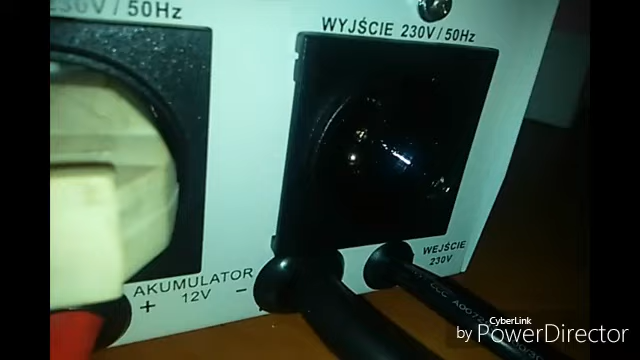 230V / 50Hz
WYJŚCIE 230V / 50Hz
WEJŚCIE
230V
AKUMULATOR
+ 12V -
CyberLink
by PowerDirector